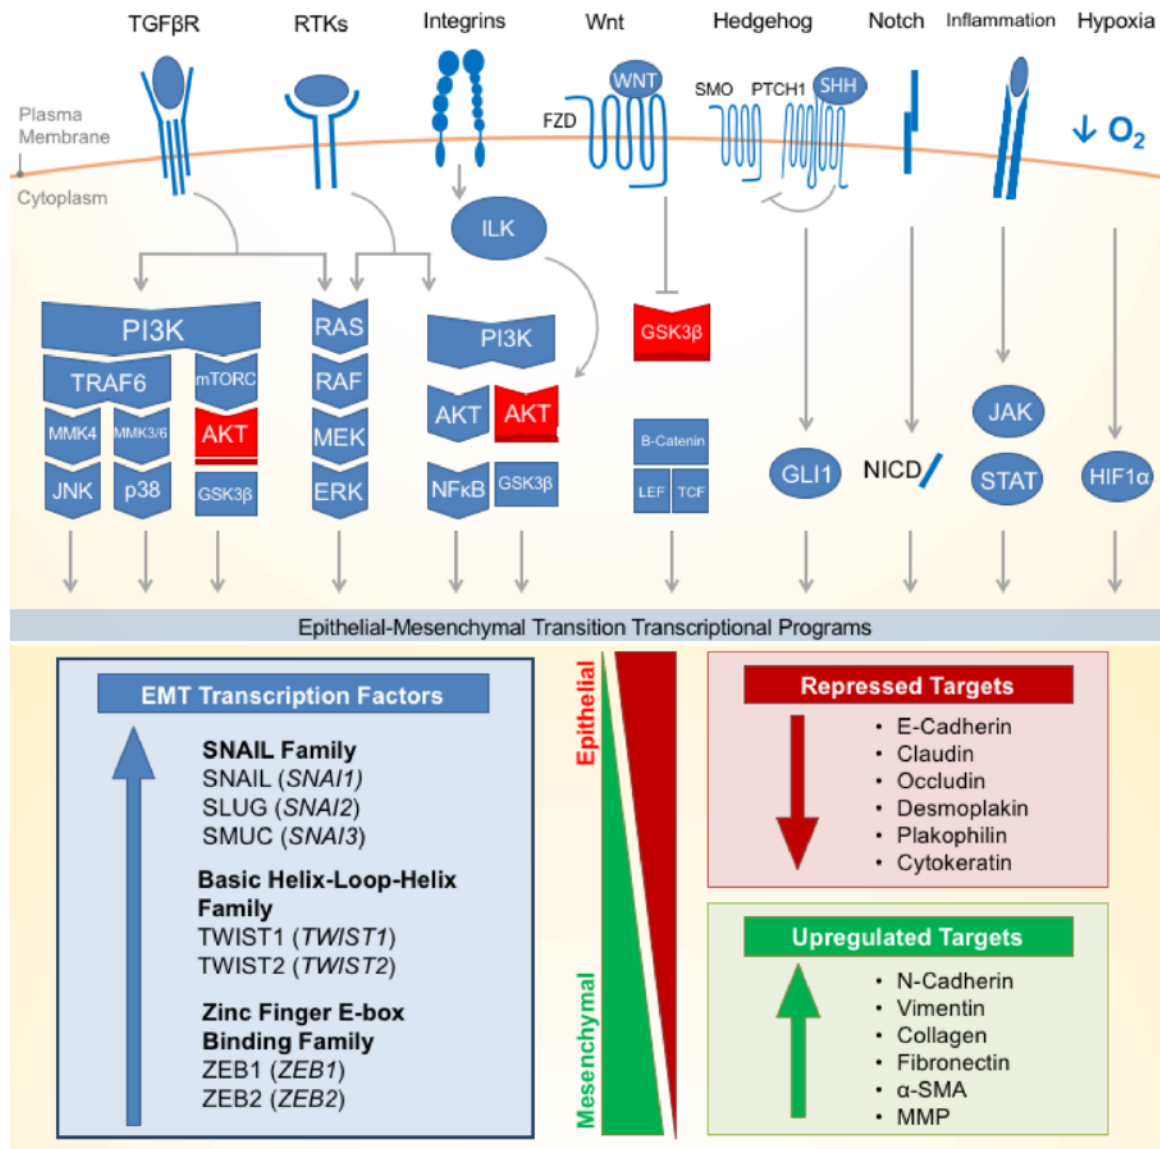 TGFβR
RTKs
Integrins
Wnt
Hedgehog
Notch
Inflammation
Hypoxia
WNT
SMO
PTCH1
SHH
FZD
Plasma
Membrane
Cytoplasm
↓ O2
ILK
PI3K
TRAF6
mTORC
MMK4
MMK3/6
AKT
JNK
p38
GSK3β
RAS
RAF
MEK
ERK
PI3K
AKT
AKT
NFκB
GSK3β
GSK3β
B-Catenin
LEF
TCF
GLI1
NICD
JAK
STAT
HIF1α
Epithelial-Mesenchymal Transition Transcriptional Programs
EMT Transcription Factors
SNAIL Family
SNAIL (SNAI1)
SLUG (SNAI2)
SMUC (SNAI3)
Basic Helix-Loop-Helix
Family
TWIST1 (TWIST1)
TWIST2 (TWIST2)
Zinc Finger E-box
Binding Family
ZEB1 (ZEB1)
ZEB2 (ZEB2)
Epithelial
Mesenchymal
Repressed Targets
• E-Cadherin
• Claudin
• Occludin
• Desmoplakin
• Plakophilin
• Cytokeratin
Upregulated Targets
• N-Cadherin
• Vimentin
• Collagen
• Fibronectin
• α-SMA
• MMP